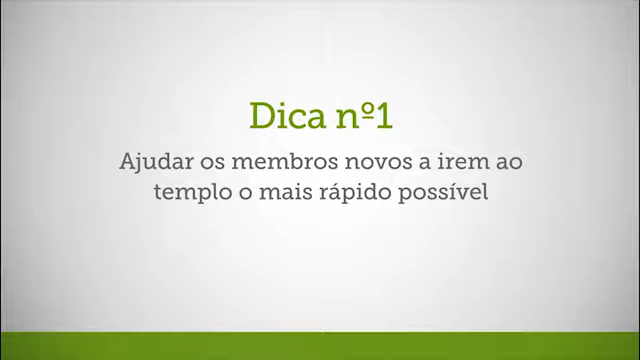 Dica nº1
Ajudar os membros novos a irem ao
templo o mais rápido possível